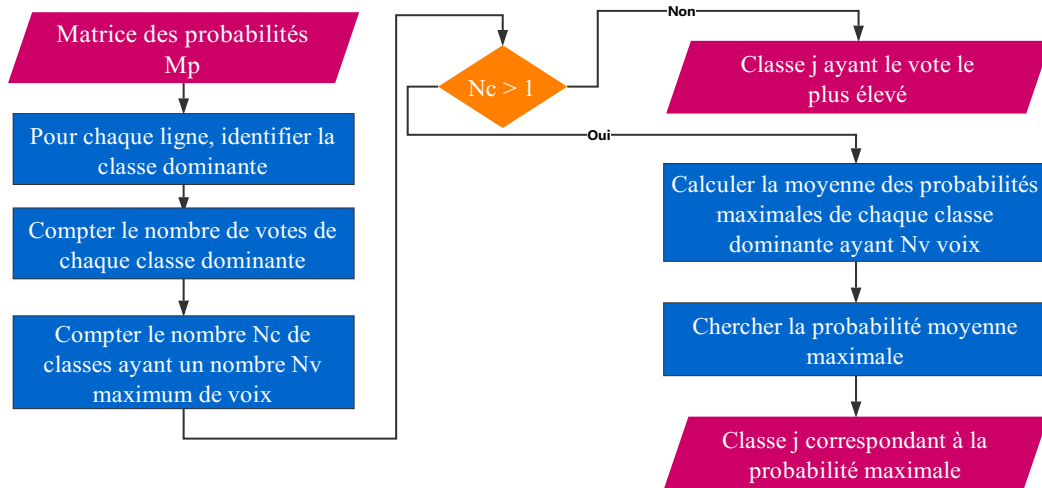 Matrice des probabilités
Mp
Pour chaque ligne, identifier la
classe dominante
Compter le nombre de votes de
chaque classe dominante
Compter le nombre Nc de
classes ayant un nombre Nv
maximum de voix
Nc > 1
Non
Classe j ayant le vote le
plus élevé
Oui
Calculer la moyenne des probabilités
maximales de chaque classe
dominante ayant Nv voix
Chercher la probabilité moyenne
maximale
Classe j correspondant à la
probabilité maximale